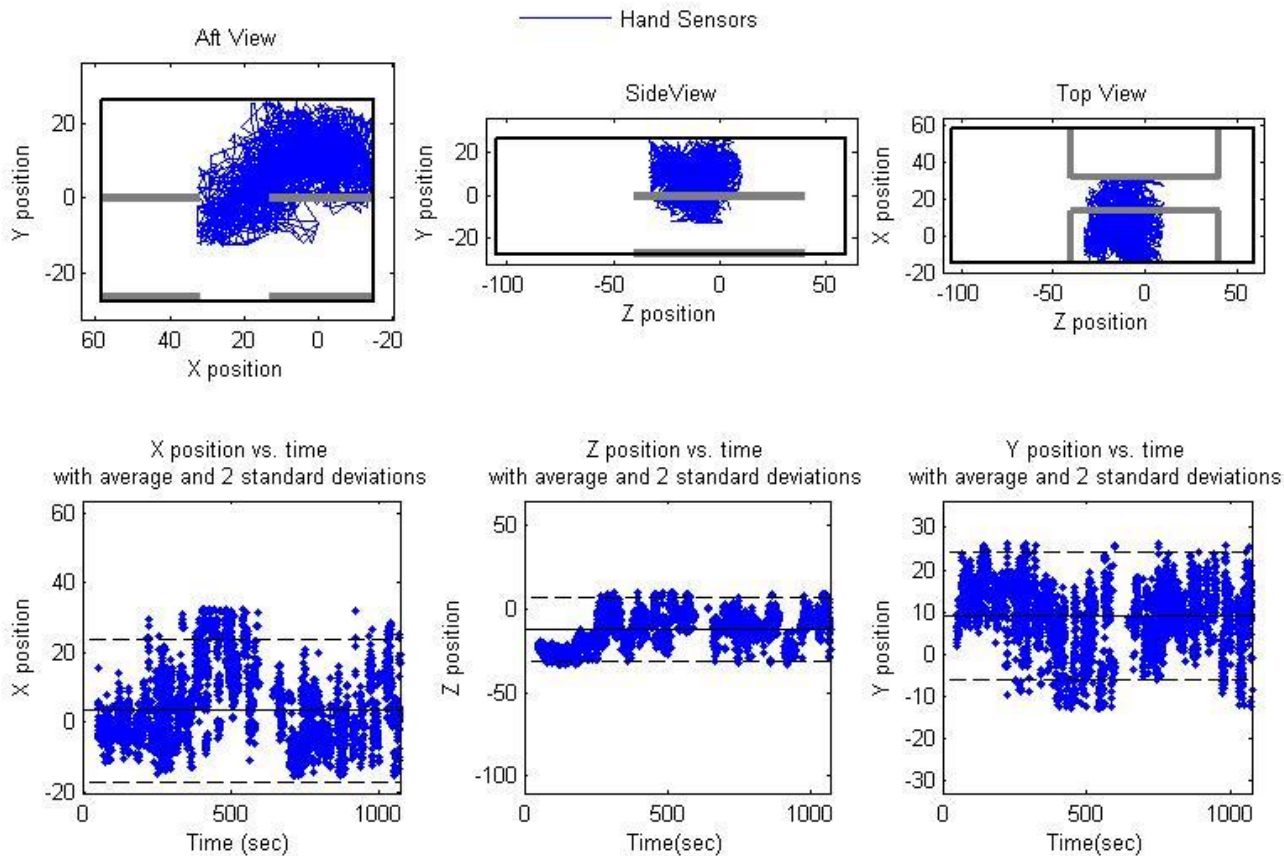 Hand Sensors
Aft View
Y position
20
0
-20
60 40 20 0 -20
X position
SideView
Y position
20
0
-20
-100 -50 0 50
Z position
Top View
X position
60
40
20
0
-20
-100 -50 0 50
Z position
X position vs. time
with average and 2 standard deviations
X position
60
40
20
0
-20
0 500 1000
Time (sec)
Z position vs. time
with average and 2 standard deviations
Z position
50
0
-50
-100
0 500 1000
Time(sec)
Y position vs. time
with average and 2 standard deviations
Y position
30
20
10
0
-10
-20
-30
0 500 1000
Time(sec)